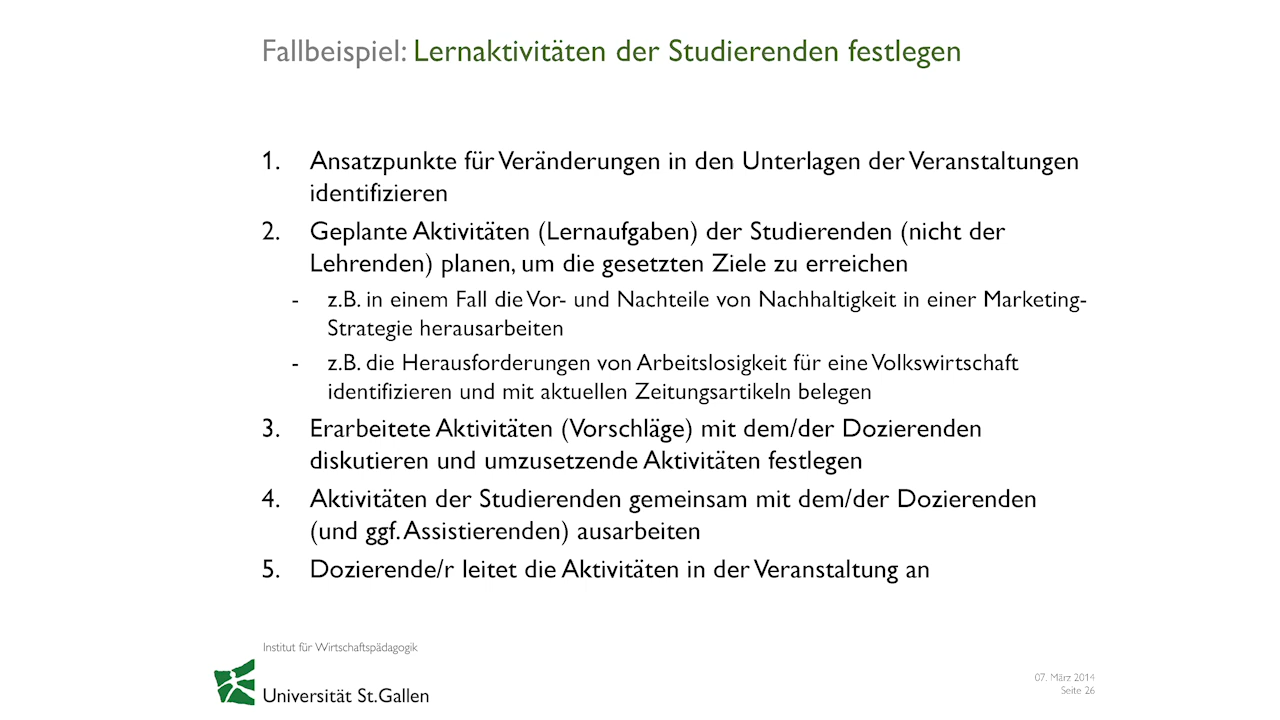 Fallbeispiel: Lernaktivitäten der Studierenden festlegen
1. Ansatzpunkte für Veränderungen in den Unterlagen der Veranstaltungen
identifizieren
2. Geplante Aktivitäten (Lernaufgaben) der Studierenden (nicht der
Lehrenden) planen, um die gesetzten Ziele zu erreichen
- z.B. in einem Fall die Vor- und Nachteile von Nachhaltigkeit in einer Marketing-
Strategie herausarbeiten
- z.B. die Herausforderungen von Arbeitslosigkeit für eine Volkswirtschaft
identifizieren und mit aktuellen Zeitungsartikeln belegen
3. Erarbeitete Aktivitäten (Vorschläge) mit dem/der Dozierenden
diskutieren und umzusetzende Aktivitäten festlegen
4. Aktivitäten der Studierenden gemeinsam mit dem/der Dozierenden
(und ggf. Assistierenden) ausarbeiten
5. Dozierende/r leitet die Aktivitäten in der Veranstaltung an
Institut für Wirtschaftspädagogik
Universität St.Gallen
07. März 2014
Seite 26